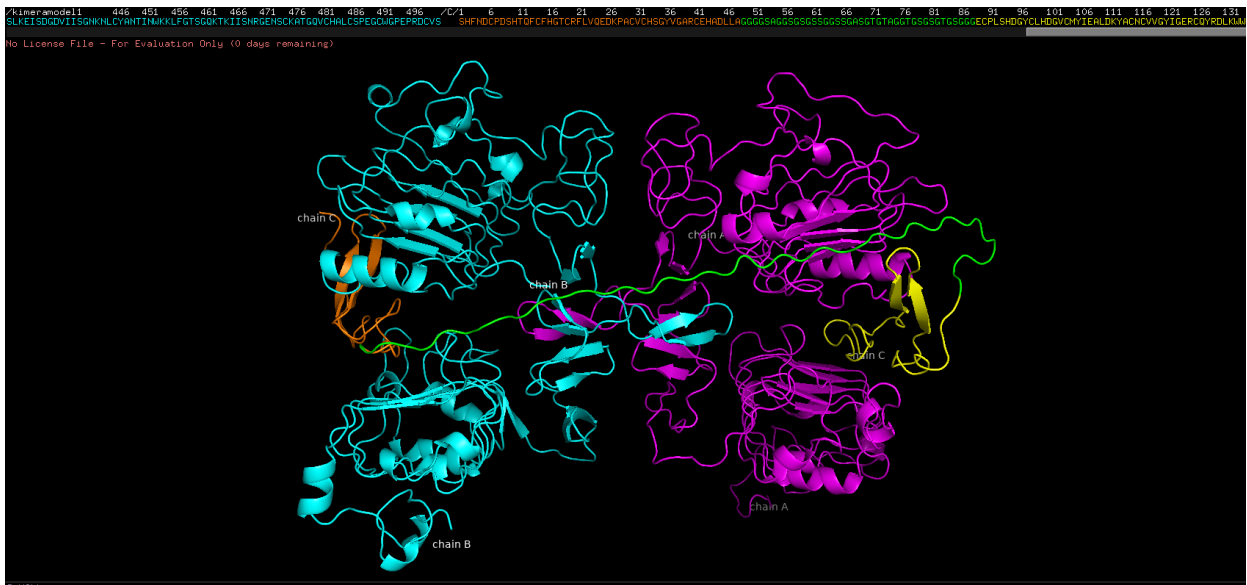 /kimeramodel1 446 451 456 461 466 471 476 481 486 491 496 /C/1 6 11 16 21 26 31 36 41 46 51 56 61 66 71 76 81 86 91 96 101 106 111 116 121 126 131
SLKEISDGDVIISGNKNLCYANTINWKKLFGTSGQKTKIISNRGENSCKATGQVCHALCSPEGCWGPEPRDCVS SHFNDCPDSHTQFCFHGTCRFLVQEDKPACVCHSGYVGARCEHADLLAGGGGSAGGSGSGSSGGSSGASGTGTAGGTGSGSGTGSGGGECPLSHDGYCLHDGVCMYIEALDKYACNCVVGYIGERCQYRDLKWW
No License File - For Evaluation Only (0 days remaining)
chain C
chain A
chain B
chain C
chain A
chain B